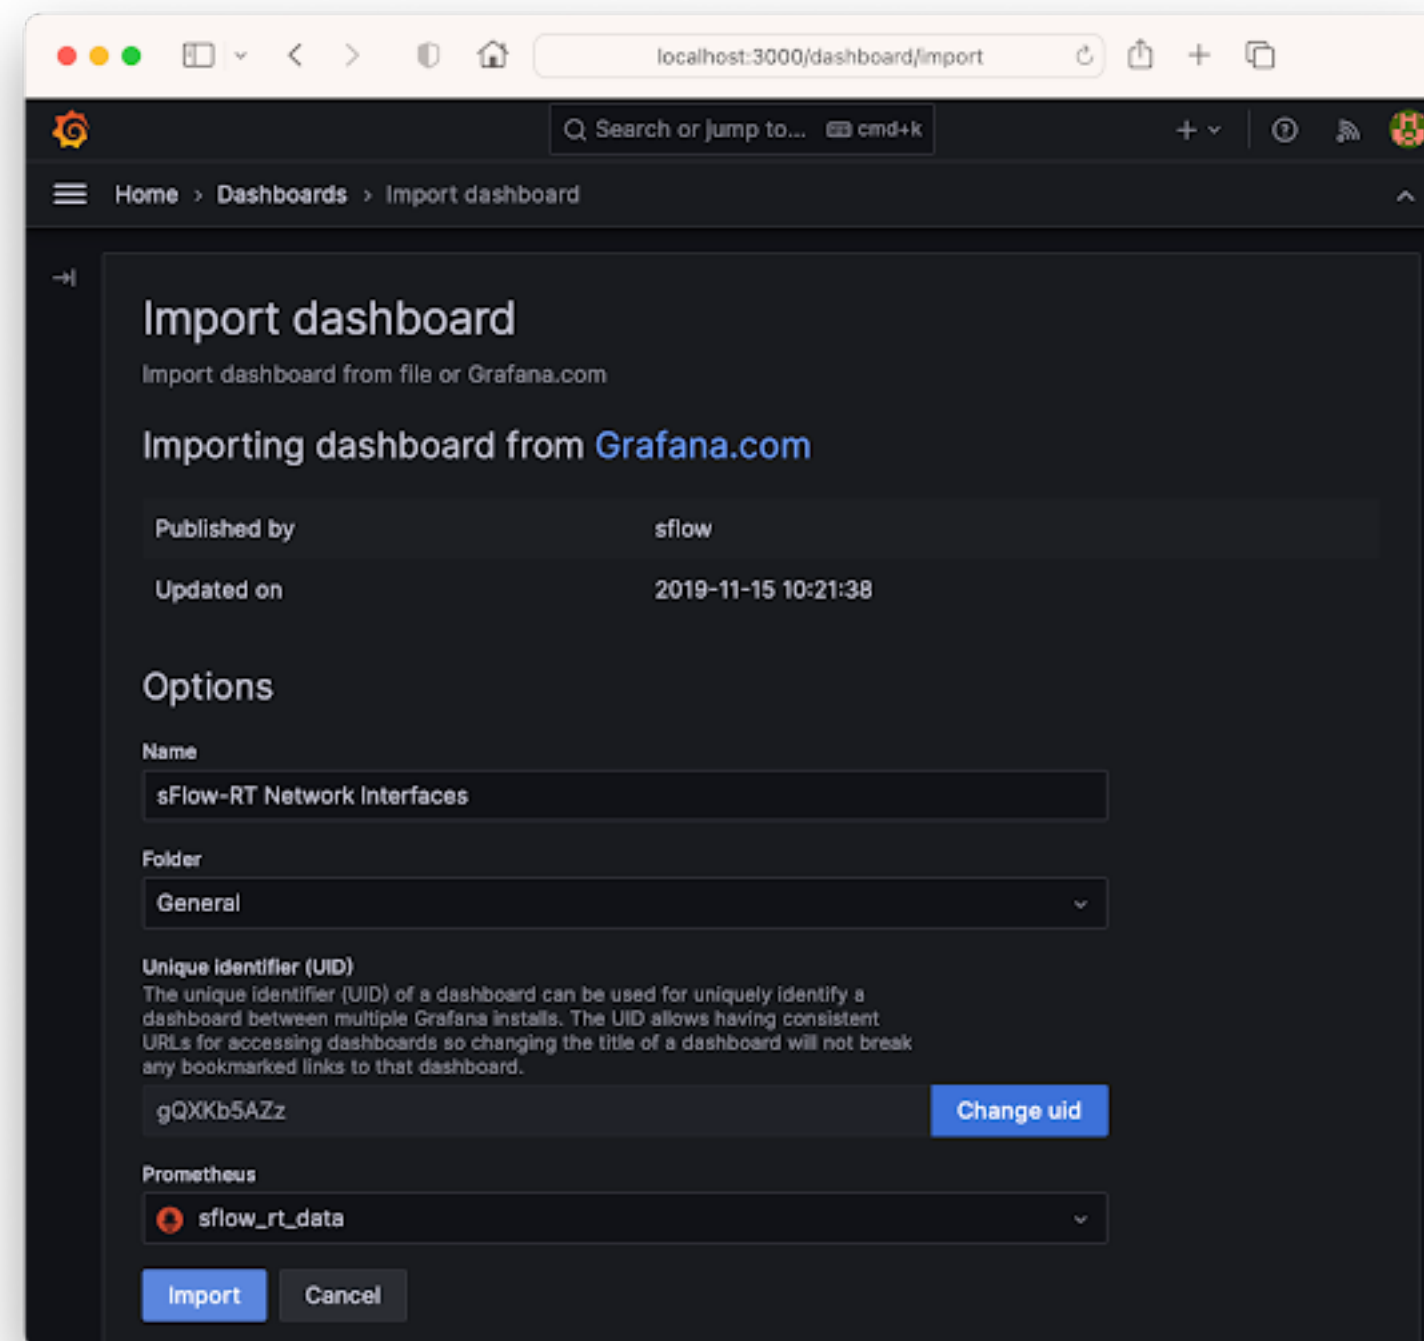 localhost:3000/dashboard/import
Search or jump to... cmd+k
Home › Dashboards › Import dashboard
Import dashboard
Import dashboard from file or Grafana.com
Importing dashboard from Grafana.com
Published by sflow
Updated on 2019-11-15 10:21:38
Options
Name
sFlow-RT Network Interfaces
Folder
General
Unique identifier (UID)
The unique identifier (UID) of a dashboard can be used for uniquely identify a
dashboard between multiple Grafana installs. The UID allows having consistent
URLs for accessing dashboards so changing the title of a dashboard will not break
any bookmarked links to that dashboard.
gQXKb5AZz Change uid
Prometheus
sflow_rt_data
Import Cancel